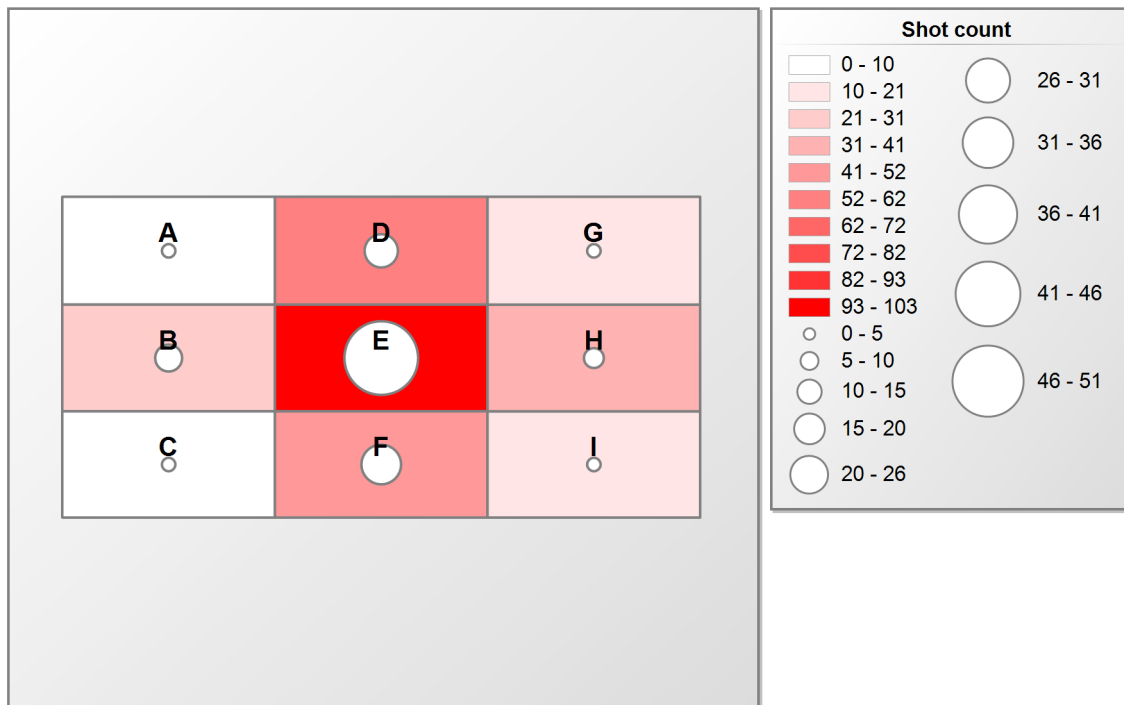 A
D
G
B
E
H
C
F
I
Shot count
0 - 10
10 - 21
21 - 31
31 - 41
41 - 52
52 - 62
62 - 72
72 - 82
82 - 93
93 - 103
0 - 5
5 - 10
10 - 15
15 - 20
20 - 26
26 - 31
31 - 36
36 - 41
41 - 46
46 - 51